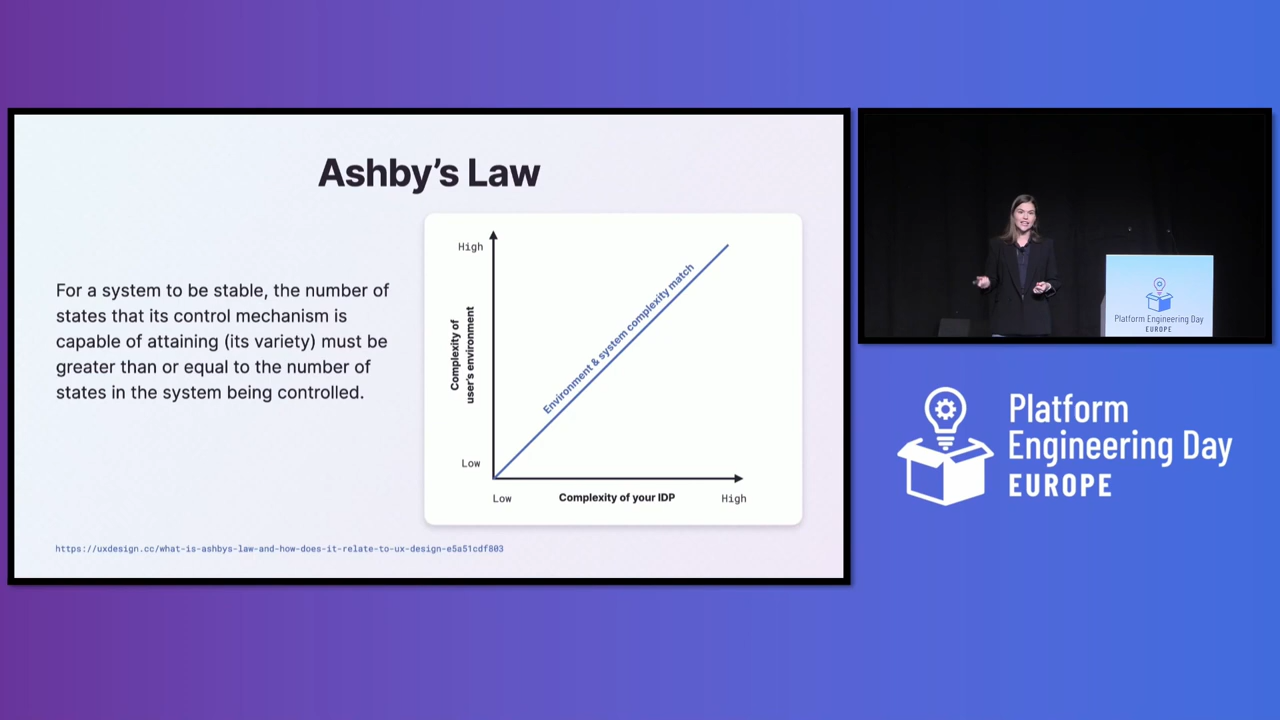 Ashby's Law
For a system to be stable, the number of
states that its control mechanism is
capable of attaining (its variety) must be
greater than or equal to the number of
states in the system being controlled.
High
Complexity of
user's environment
Low
Environment & system complexity match
Low
Complexity of your IDP
High
https://uxdesign.cc/what-is-ashbys-law-and-how-does-it-relate-to-ux-design-e5a51cdf803
Platform Engineering Day
EUROPE
Platform
Engineering Day
EUROPE